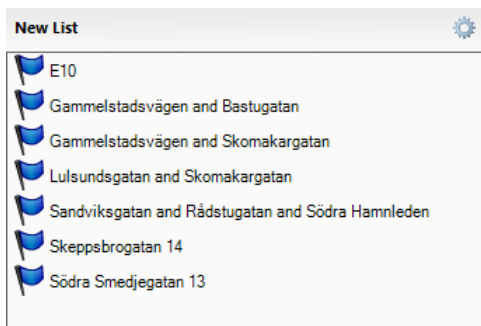 New List
E10
Gammelstadsvägen and Bastugatan
Gammelstadsvägen and Skomakargatan
Lulsundsgatan and Skomakargatan
Sandviksgatan and Rådstugatan and Södra Hamnleden
Skeppsbrogatan 14
Södra Smedjegatan 13